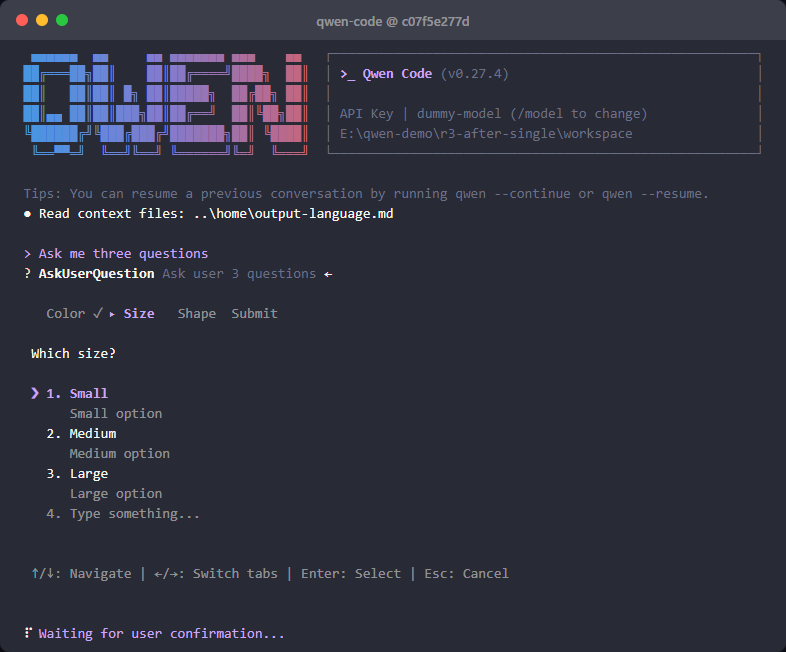 qwen-code @ c07f5e277d
QWEN
>_ Qwen Code (v0.27.4)
API Key | dummy-model (/model to change)
E:\qwen-demo\r3-after-single\workspace
Tips: You can resume a previous conversation by running qwen --continue or qwen --resume.
● Read context files: ..\home\output-language.md
> Ask me three questions
? AskUserQuestion Ask user 3 questions ←
Color ✓ ▸ Size Shape Submit
Which size?
❯ 1. Small
Small option
2. Medium
Medium option
3. Large
Large option
4. Type something...
↑/↓: Navigate | ←/→: Switch tabs | Enter: Select | Esc: Cancel
⠏ Waiting for user confirmation...